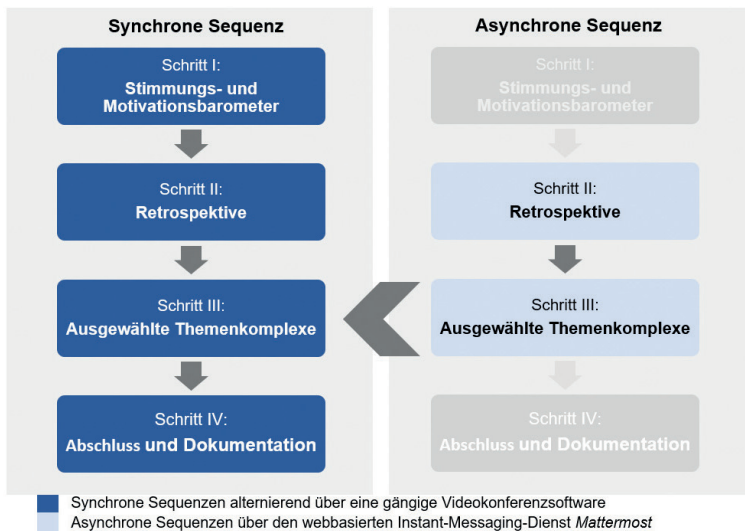 Synchrone Sequenz
Schritt I:
Stimmungs- und
Motivationsbarometer
Schritt II:
Retrospektive
Schritt III:
Ausgewählte Themenkomplexe
Schritt IV:
Abschluss und Dokumentation
Asynchrone Sequenz
Schritt I:
Stimmungs- und
Motivationsbarometer
Schritt II:
Retrospektive
Schritt III:
Ausgewählte Themenkomplexe
Schritt IV:
Abschluss und Dokumentation
Synchrone Sequenzen alternierend über eine gängige Videokonferenzsoftware
Asynchrone Sequenzen über den webbasierten Instant-Messaging-Dienst Mattermost